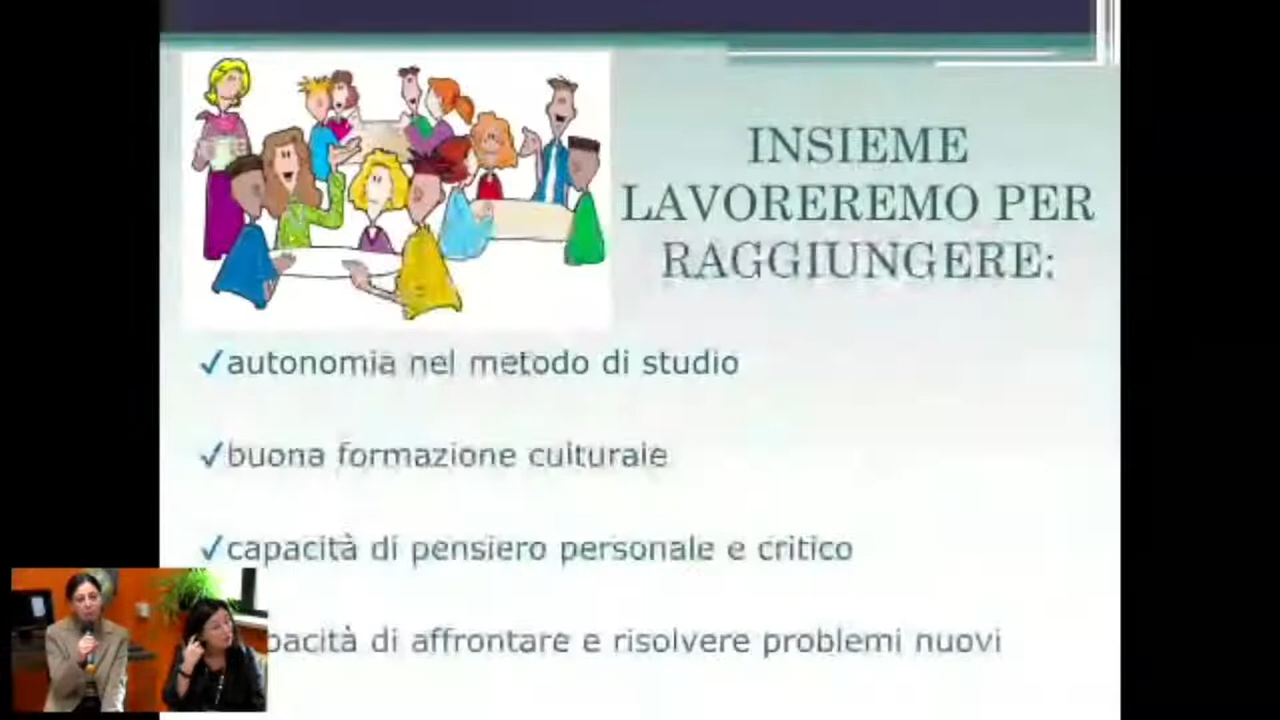 INSIEME
LAVOREREMO PER
RAGGIUNGERE:
✓autonomia nel metodo di studio
✓buona formazione culturale
✓capacità di pensiero personale e critico
pacità di affrontare e risolvere problemi nuovi